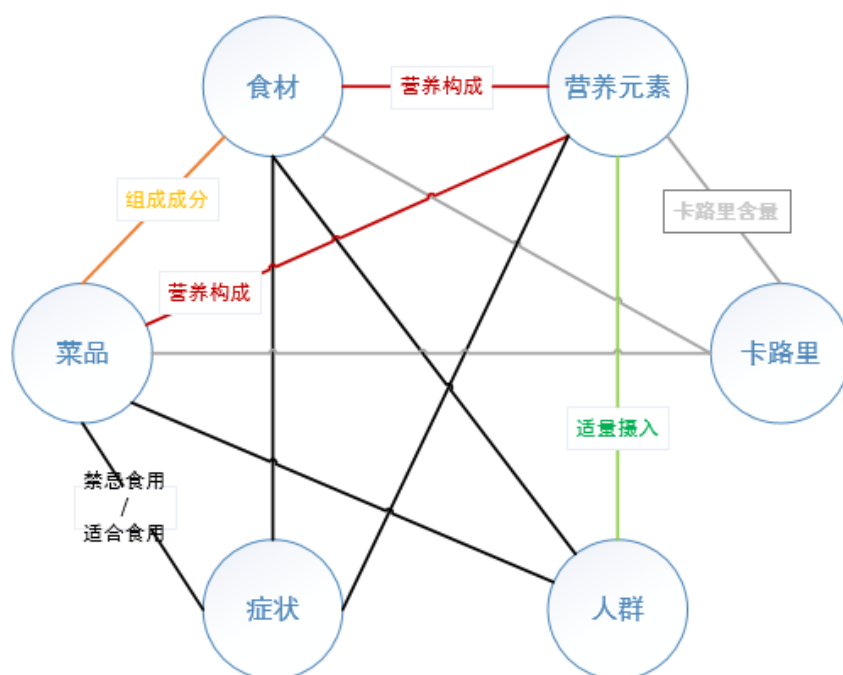 食材
营养构成
营养元素
组成成分
卡路里含量
营养构成
菜品
卡路里
适量摄入
禁忌食用
/
适合食用
症状
人群